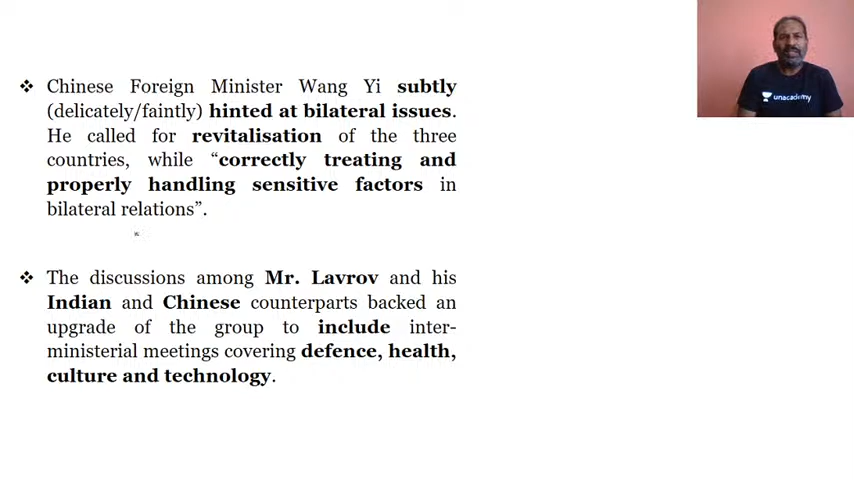 ❖ Chinese Foreign Minister Wang Yi subtly
(delicately/faintly) hinted at bilateral issues.
He called for revitalisation of the three
countries, while “correctly treating and
properly handling sensitive factors in
bilateral relations”.
❖ The discussions among Mr. Lavrov and his
Indian and Chinese counterparts backed an
upgrade of the group to include inter-
ministerial meetings covering defence, health,
culture and technology.
unacademy